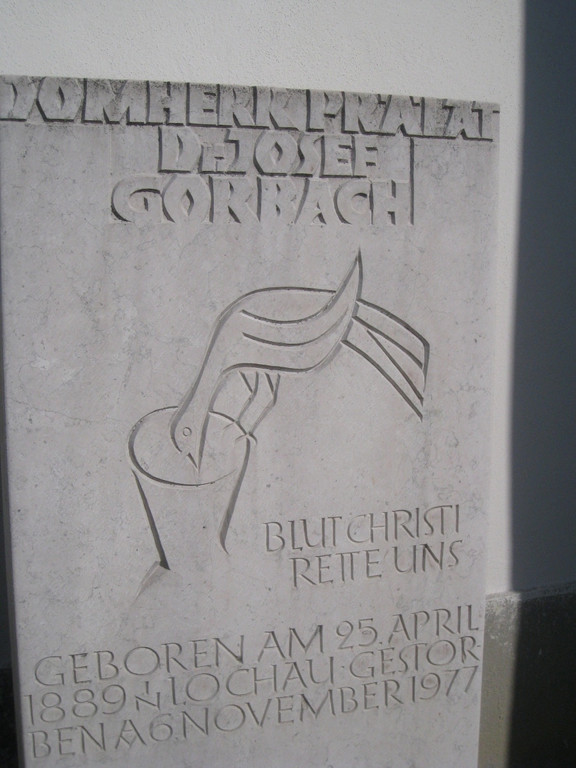 DOMHERR PRÄLAT
Dr JOSEF
GORBACH
BLUT CHRISTI
RETTE UNS
GEBOREN AM 25. APRIL
1889 IN LOCHAU · GESTOR-
BEN A 6 NOVEMBER 1977